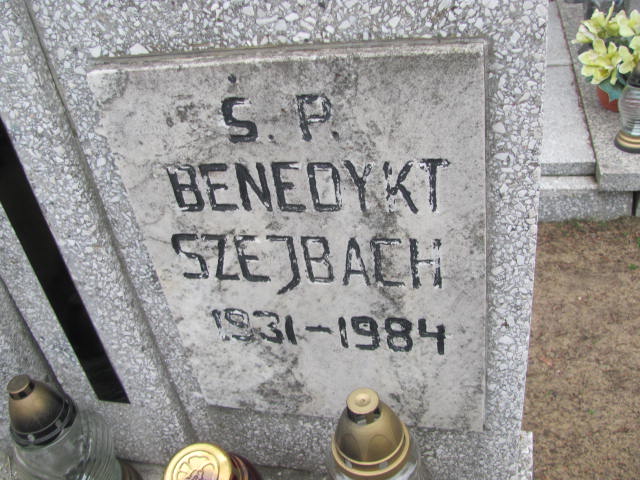 Ś. P.
BENEDYKT
SZEJBACH
1931-1984